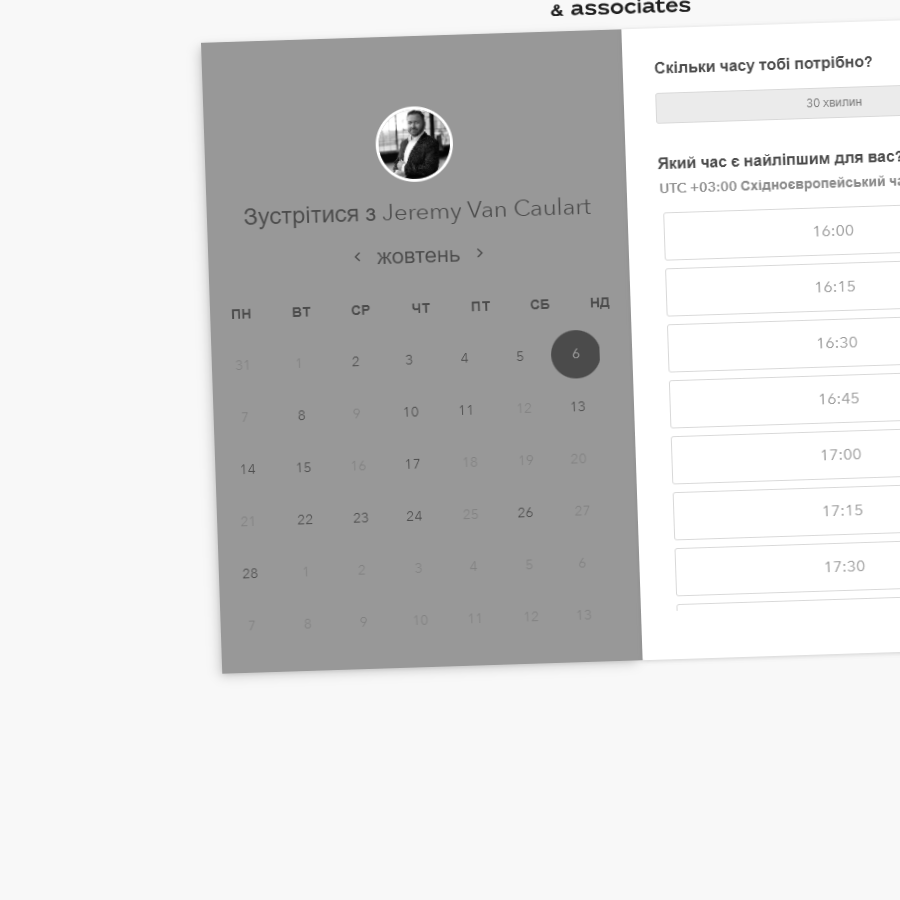 & associates
Зустрітися з Jeremy Van Caulart
жовтень
ПН ВТ СР ЧТ ПТ СБ НД
31 1 2 3 4 5 6
7 8 9 10 11 12 13
14 15 16 17 18 19 20
21 22 23 24 25 26 27
28 1 2 3 4 5 6
7 8 9 10 11 12 13
Скільки часу тобі потрібно?
30 хвилин
Який час є найліпшим для вас?
UTC +03:00 Східноєвропейський
16:00
16:15
16:30
16:45
17:00
17:15
17:30